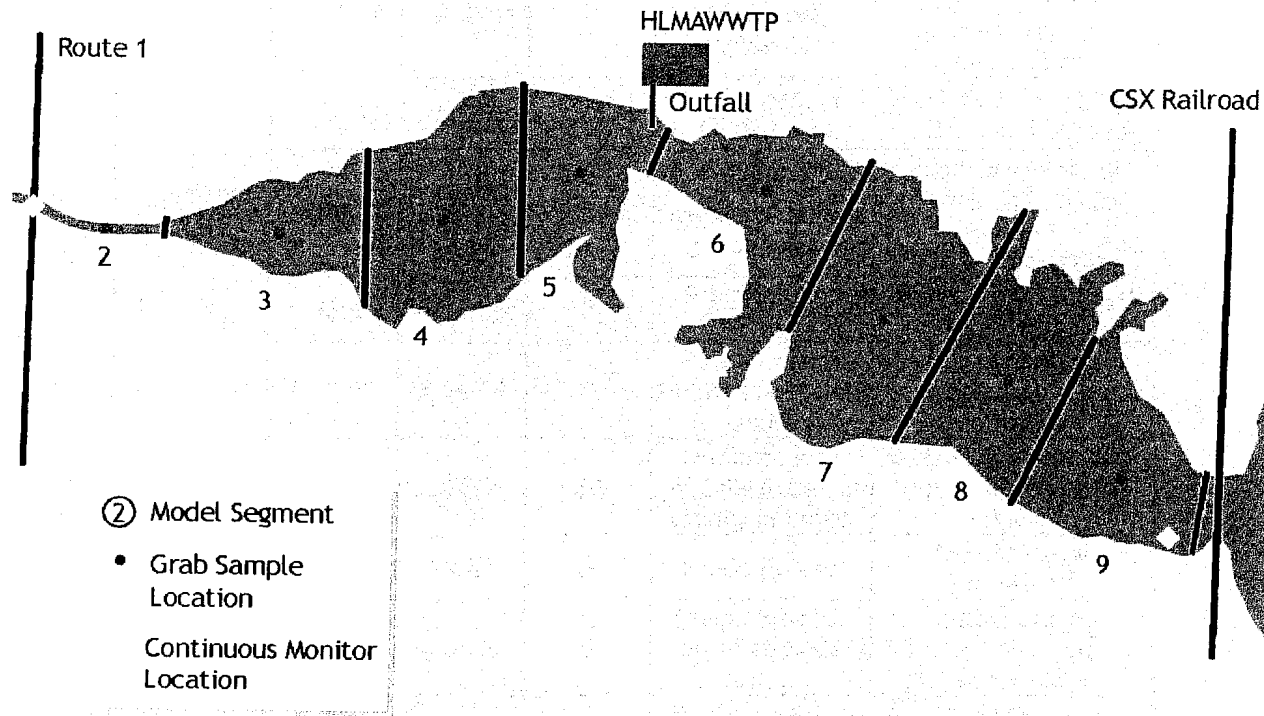 HLMAWWTP
Route 1
Outfall
CSX Railroad
2
3
4
5
6
7
8
9
2 Model Segment
Grab Sample
Location
Continuous Monitor
Location